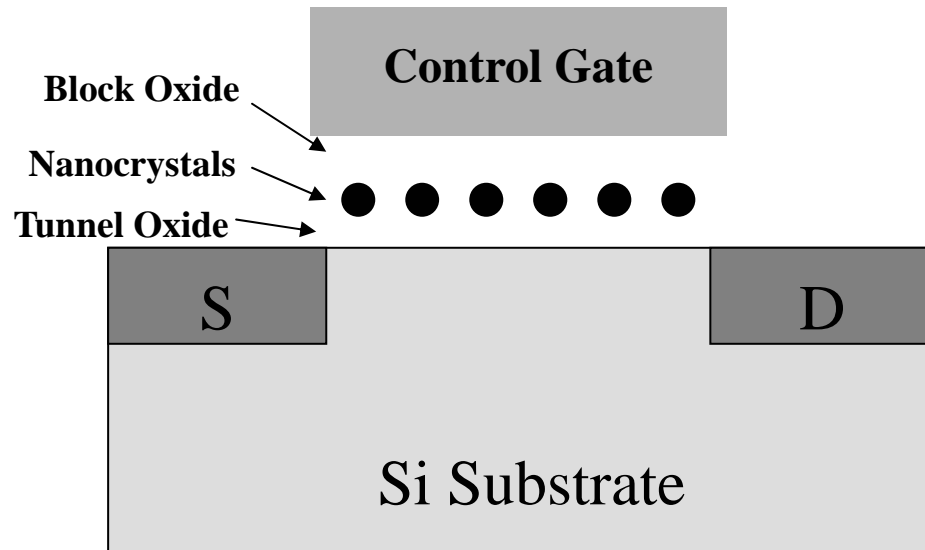 Control Gate
Block Oxide
Nanocrystals
Tunnel Oxide
S
D
Si Substrate